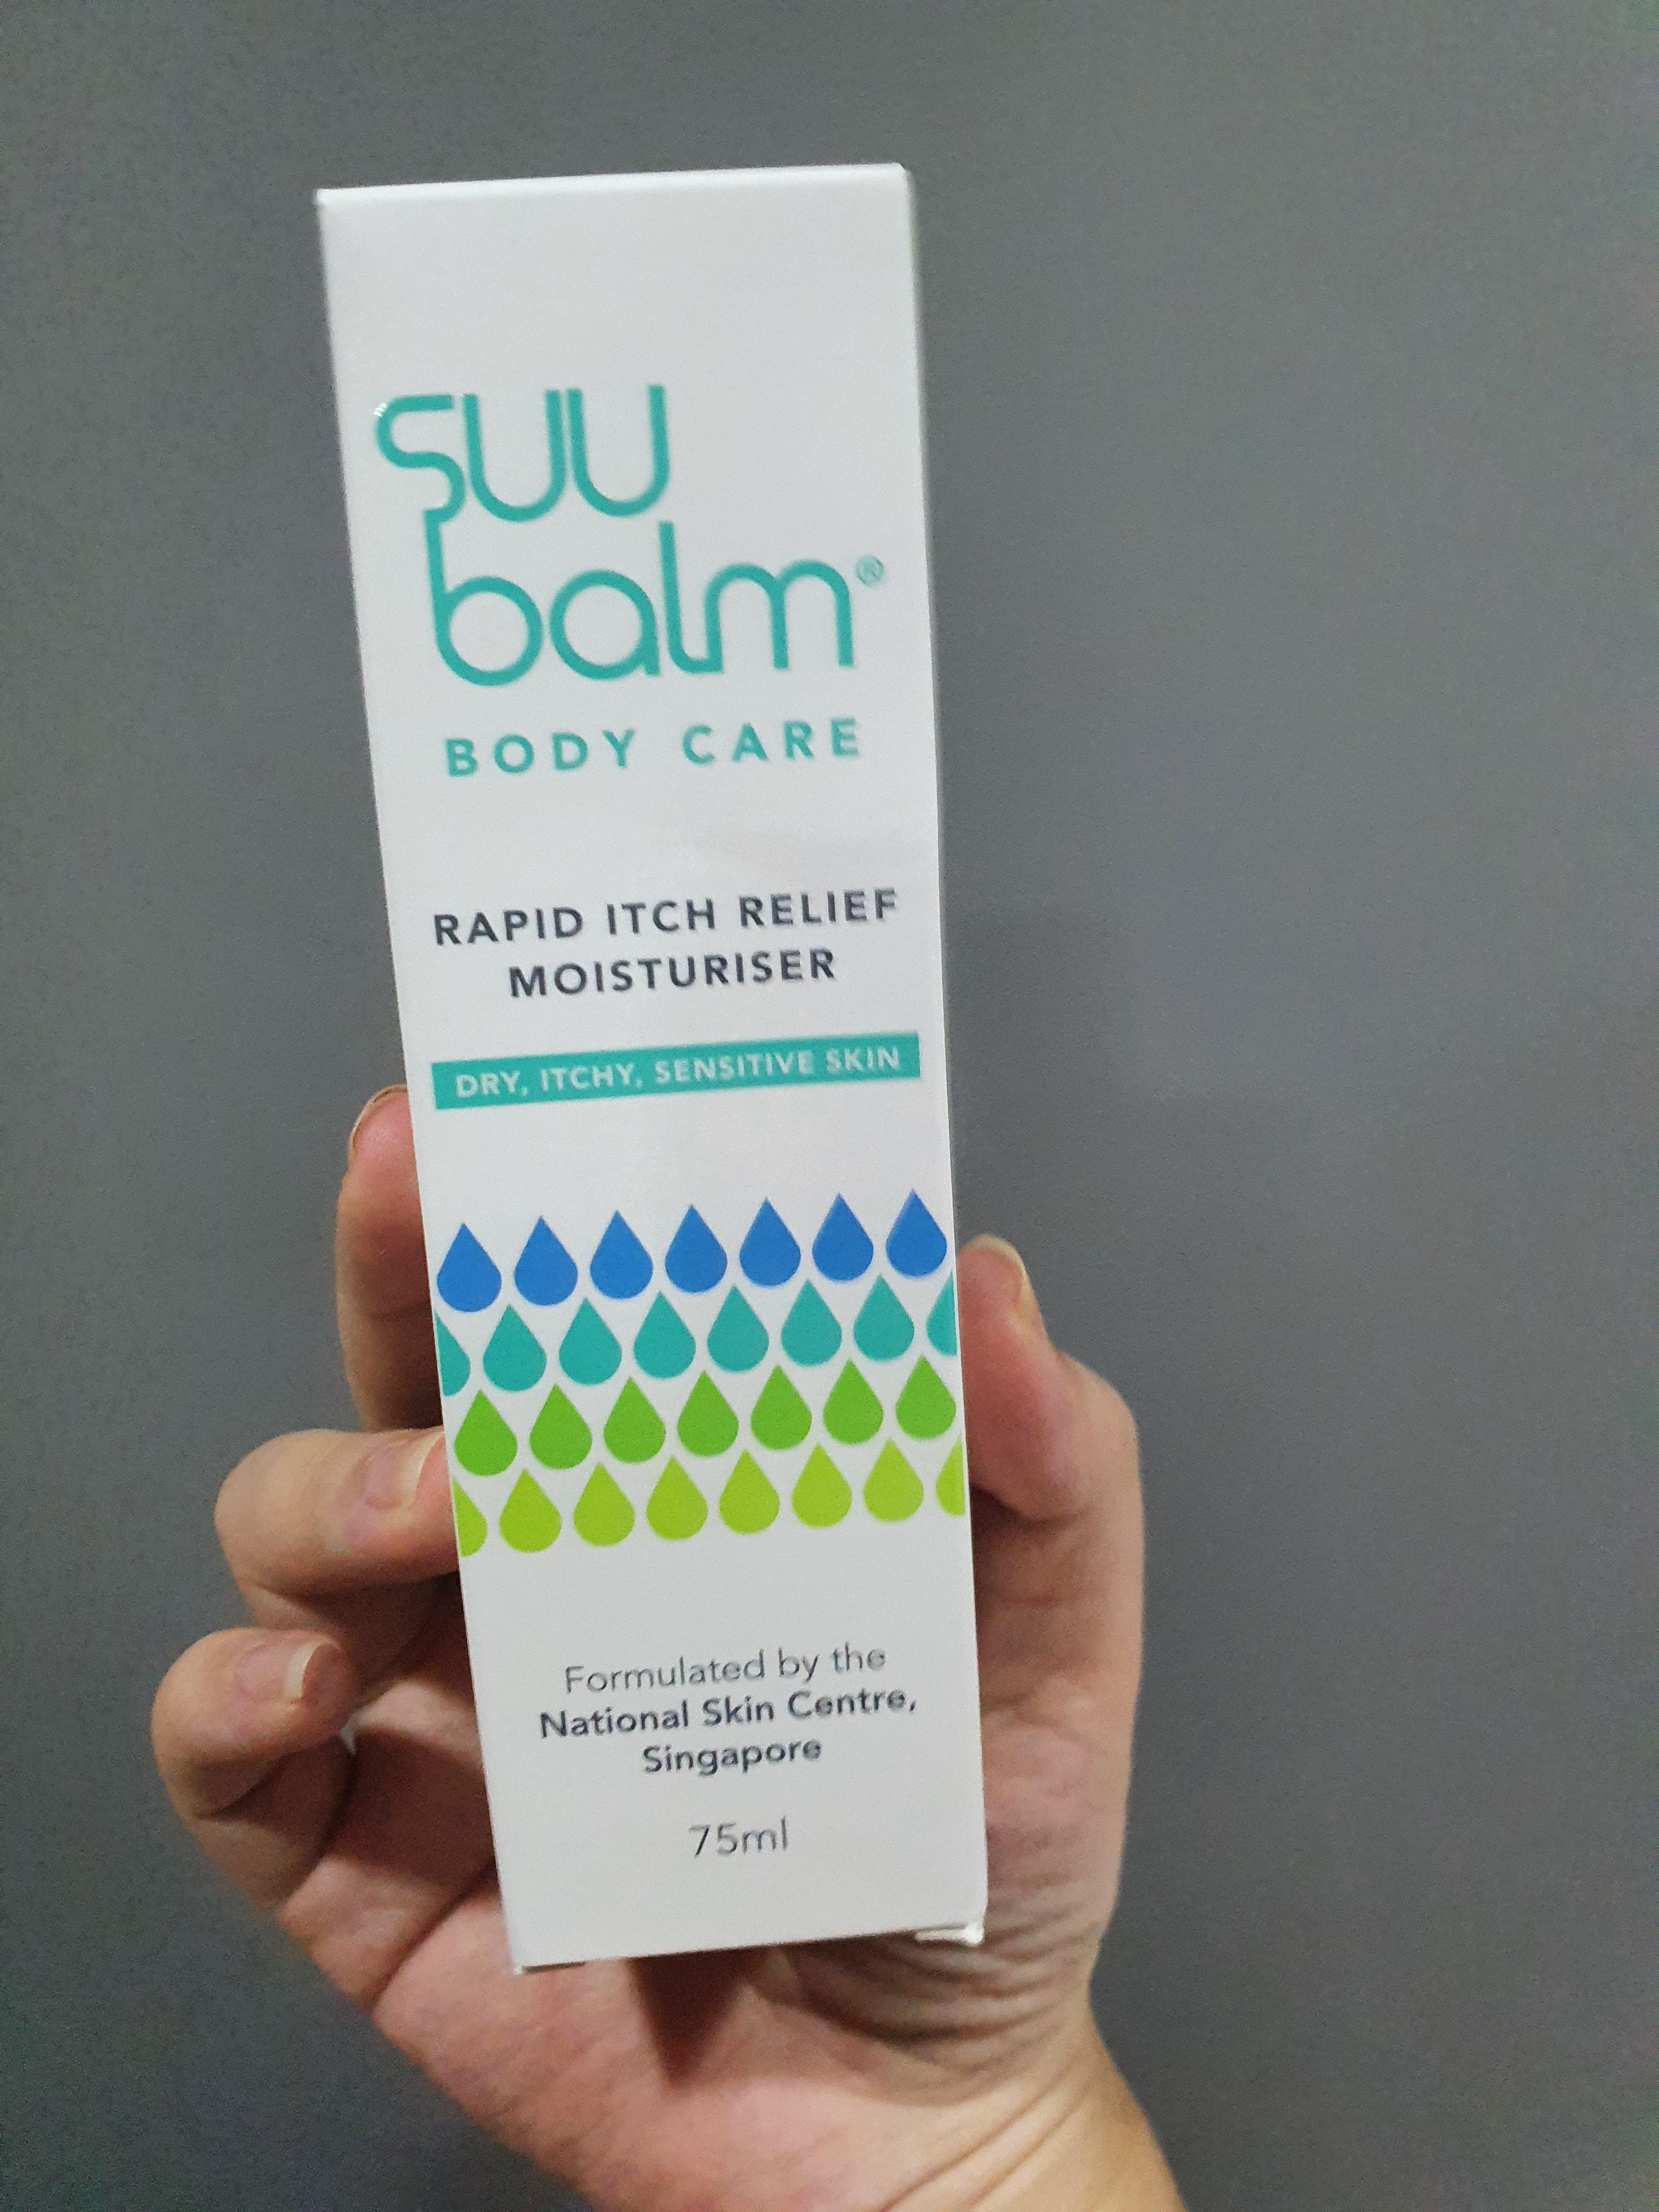 suu
balm®
BODY CARE
RAPID ITCH RELIEF
MOISTURISER
DRY, ITCHY, SENSITIVE SKIN
Formulated by the
National Skin Centre,
Singapore
75ml